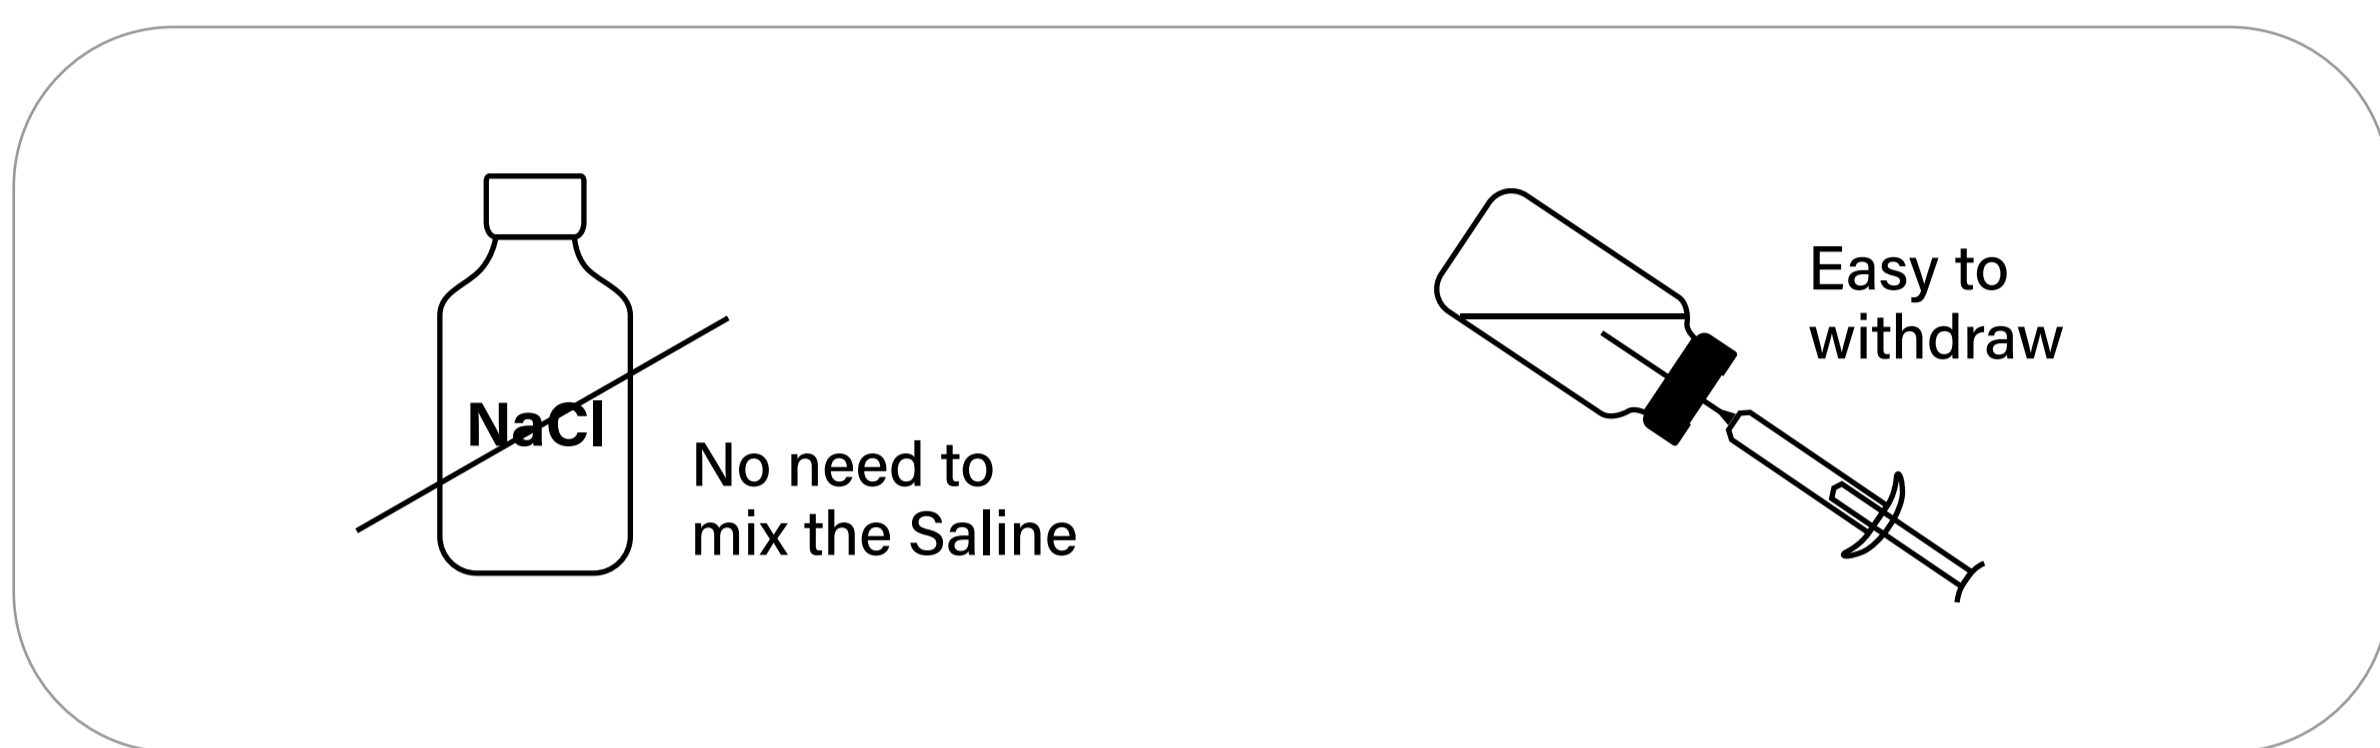 NaCl
No need to
mix the Saline
Easy to
withdraw